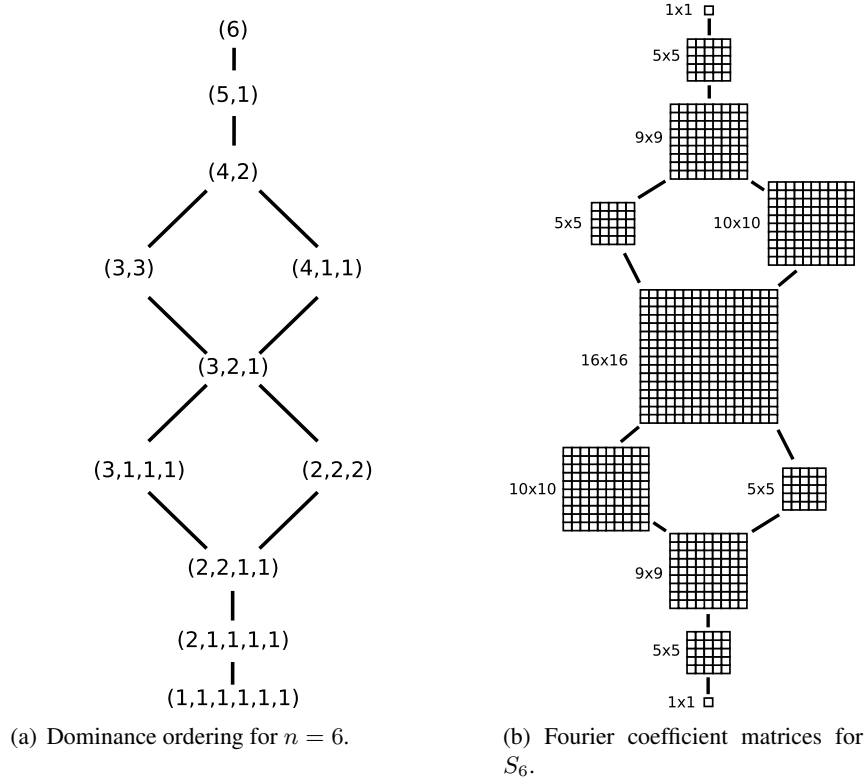 (6)
(5,1)
(4,2)
(3,3)
(4,1,1)
(3,2,1)
(3,1,1,1)
(2,2,2)
(2,2,1,1)
(2,1,1,1,1)
(1,1,1,1,1,1)
(a) Dominance ordering for n = 6.
1x1
5x5
9x9
5x5
10x10
16x16
10x10
5x5
9x9
5x5
1x1
(b) Fourier coefficient matrices for
S₆.